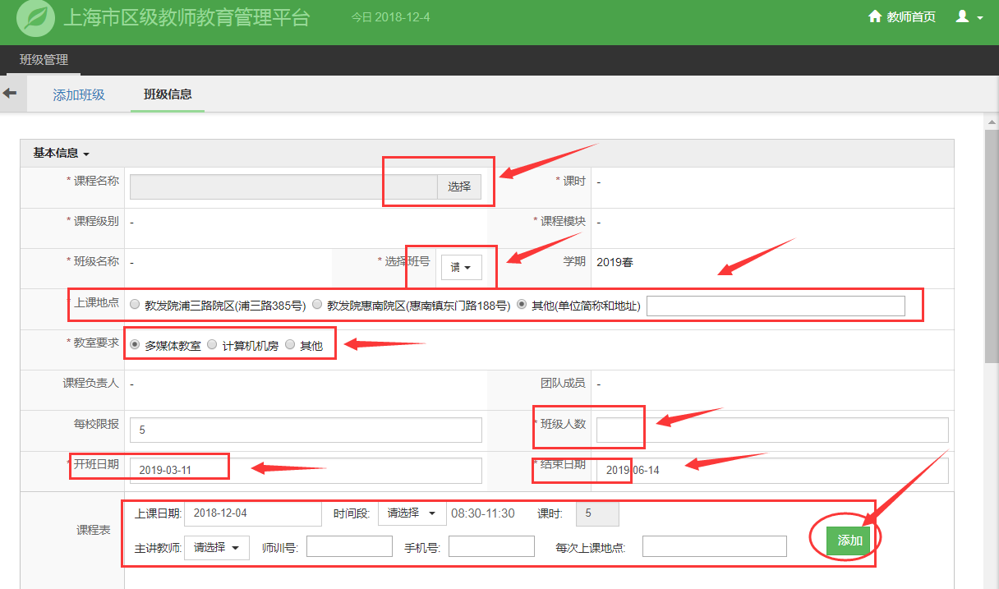 上海市区级教师教育管理平台 今日 2018-12-4 教师首页
班级管理
添加班级 班级信息
基本信息
* 课程名称 选择 * 课时 -
* 课程级别 - * 课程模块 -
* 班级名称 - * 选择班号 请 学期 2019春
* 上课地点 教发院浦三路院区(浦三路385号) 教发院惠南院区(惠南镇东门路188号) 其他(单位简称和地址)
* 教室要求 多媒体教室 计算机机房 其他
课程负责人 - 团队成员 -
每校限报 5 * 班级人数
* 开班日期 2019-03-11 * 结束日期 2019-06-14
课程表 上课日期: 2018-12-04 时间段: 请选择 08:30-11:30 课时: 5
主讲教师: 请选择 师训号: 手机号: 每次上课地点: 添加